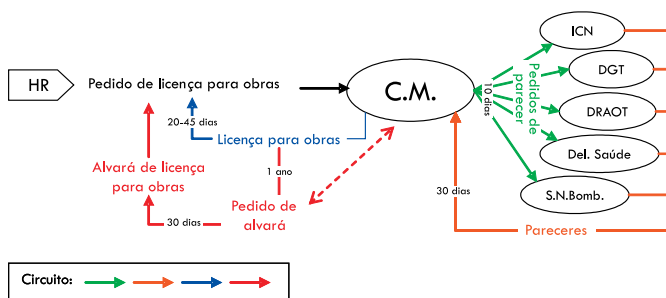 HR
Pedido de licença para obras
C.M.
10 dias
Pedidos de
parecer
ICN
DGT
DRAOT
Del. Saúde
S.N.Bomb.
20-45 dias
Licença para obras
Alvará de licença
para obras
1 ano
Pedido de
alvará
30 dias
30 dias
Pareceres
Circuito: